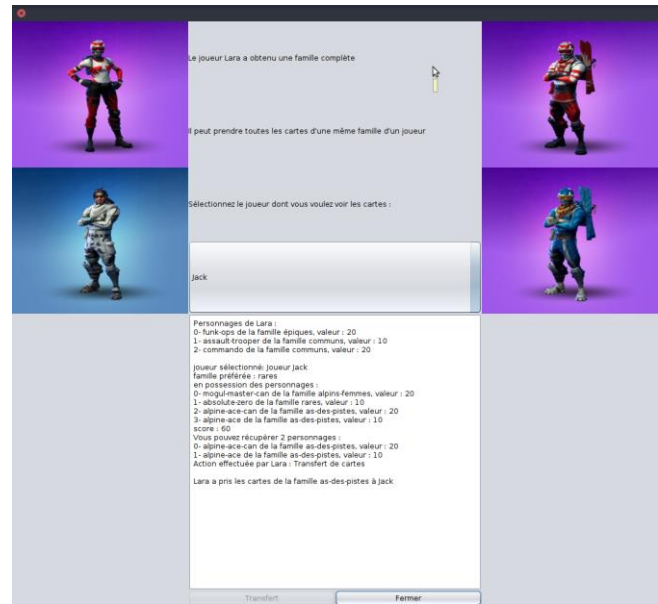 Le joueur Lara a obtenu une famille complète
Il peut prendre toutes les cartes d'une même famille d'un joueur
Sélectionnez le joueur dont vous voulez voir les cartes :
Jack
Personnages de Lara :
0- funk-ops de la famille épiques, valeur : 20
1- assault-trooper de la famille communs, valeur : 10
2- commando de la famille communs, valeur : 20
joueur sélectionné: Joueur Jack
famille préférée : rares
en possession des personnages :
0- mogul-master-can de la famille alpins-femmes, valeur : 20
1- absolute-zero de la famille rares, valeur : 10
2- alpine-ace-can de la famille as-des-pistes, valeur : 20
3- alpine-ace de la famille as-des-pistes, valeur : 10
score : 60
Vous pouvez récupérer 2 personnages :
0- alpine-ace-can de la famille as-des-pistes, valeur : 20
1- alpine-ace de la famille as-des-pistes, valeur : 10
Action effectuée par Lara : Transfert de cartes
Lara a pris les cartes de la famille as-des-pistes à Jack
Transfert
Fermer